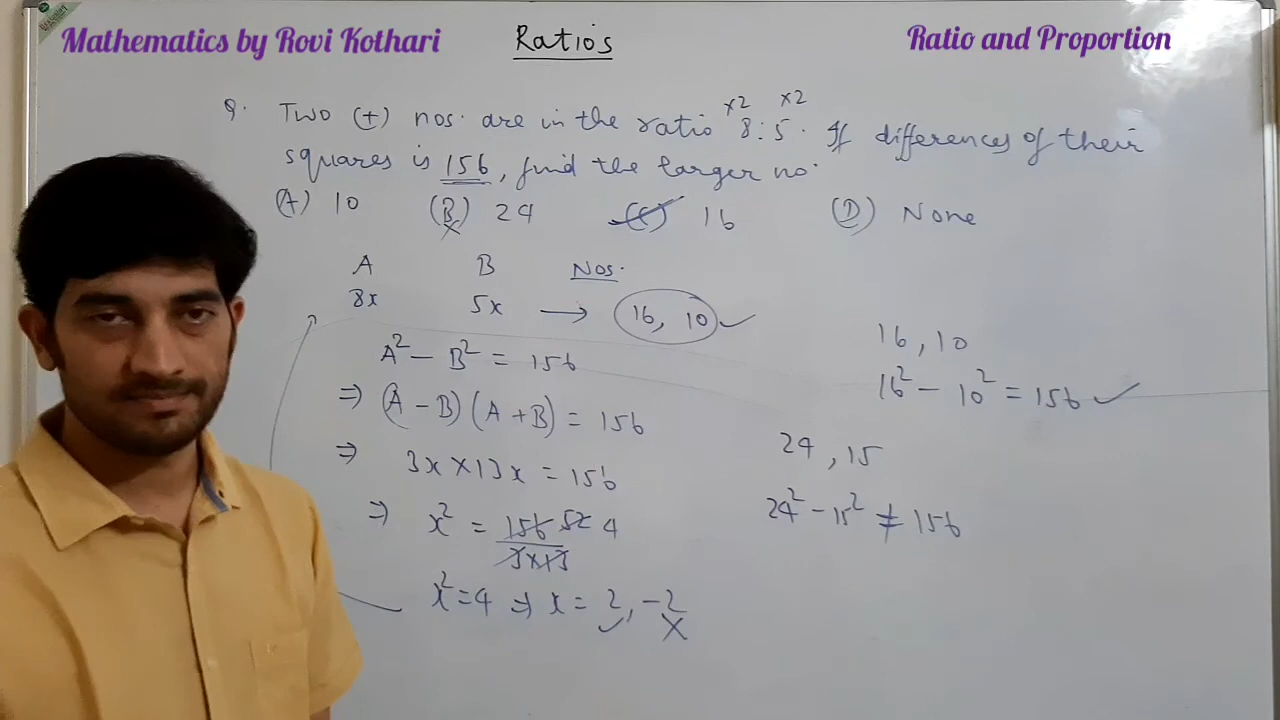 Mathematics by Rovi Kothari
Ratios
Ratio and Proportion
×2 ×2
Q. Two (+) nos. are in the ratio 8:5. If differences of their
squares is 156, find the larger no.
(A) 10 (B) 24 (C) 16 (D) None
A B Nos.
8x 5x → 16, 10 ✓
A² - B² = 156
⇒ (A - B)(A + B) = 156
⇒ 3x × 13x = 156
⇒ x² = 156 52 4
3×13
x² = 4 ⇒ x = 2, -2
✓ X
16, 10
16² - 10² = 156 ✓
24, 15
24² - 15² ≠ 156